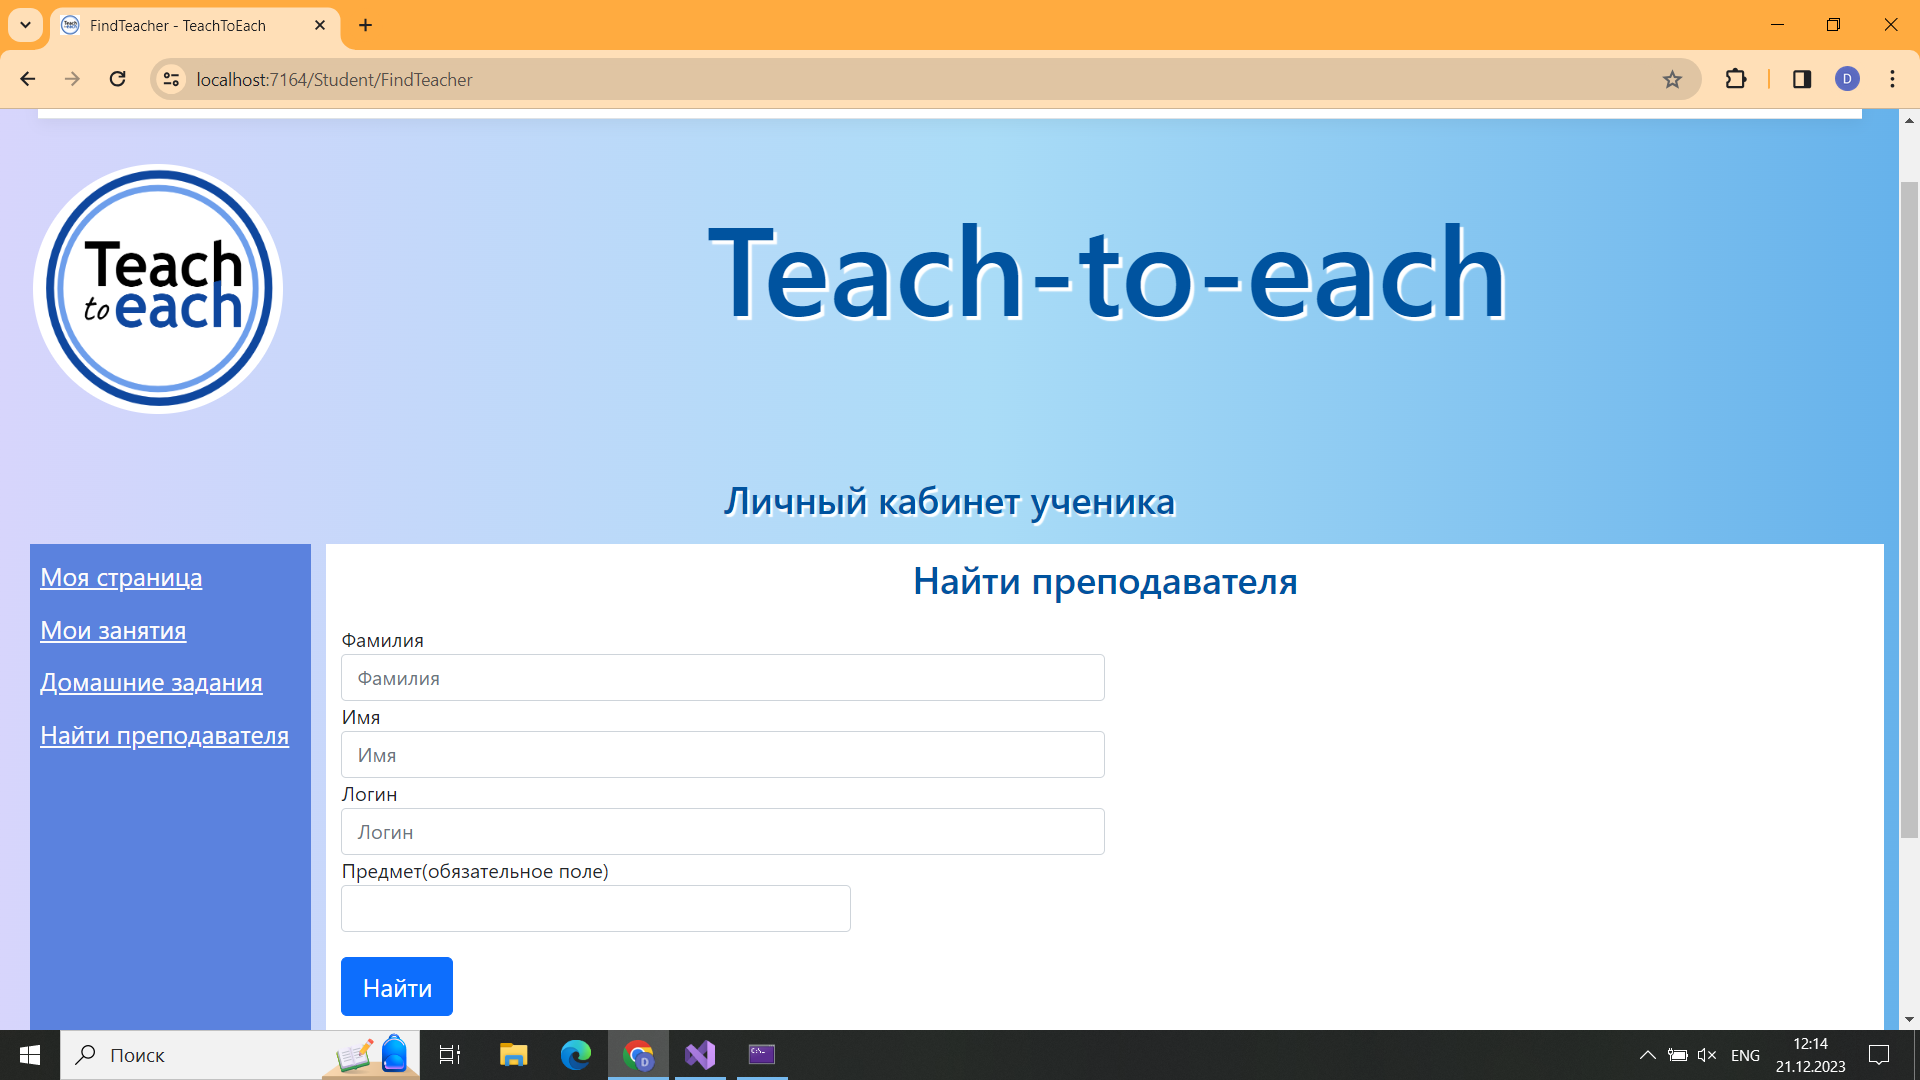 FindTeacher - TeachToEach
localhost:7164/Student/FindTeacher
D
Teach
to each
Teach-to-each
Личный кабинет ученика
Моя страница
Мои занятия
Домашние задания
Найти преподавателя
Найти преподавателя
Фамилия
Фамилия
Имя
Имя
Логин
Логин
Предмет(обязательное поле)
Найти
Поиск
ENG
12:14
21.12.2023